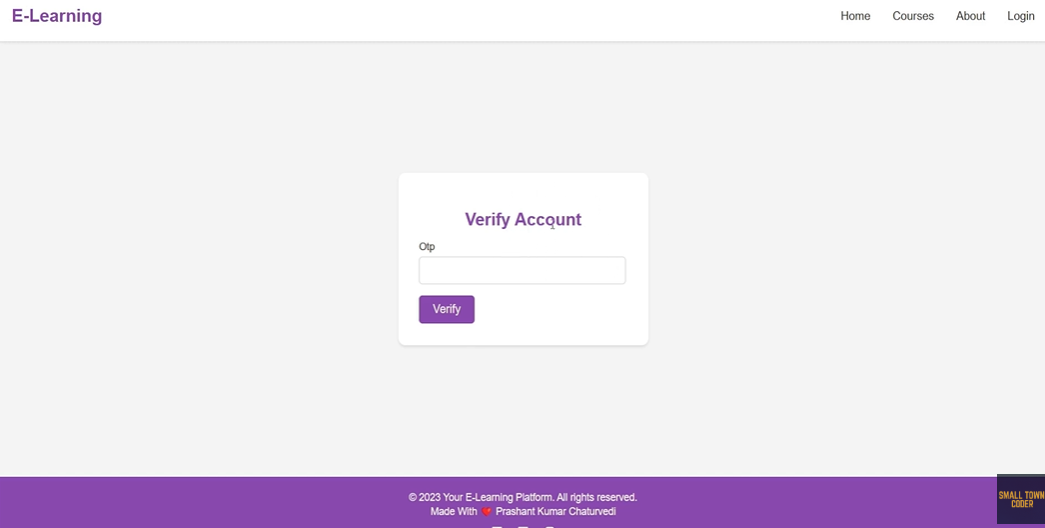 E-Learning
Home Courses About Login
Verify Account
Otp
Verify
© 2023 Your E-Learning Platform. All rights reserved.
Made With ❤️ Prashant Kumar Chaturvedi
SMALL TOWN
CODER